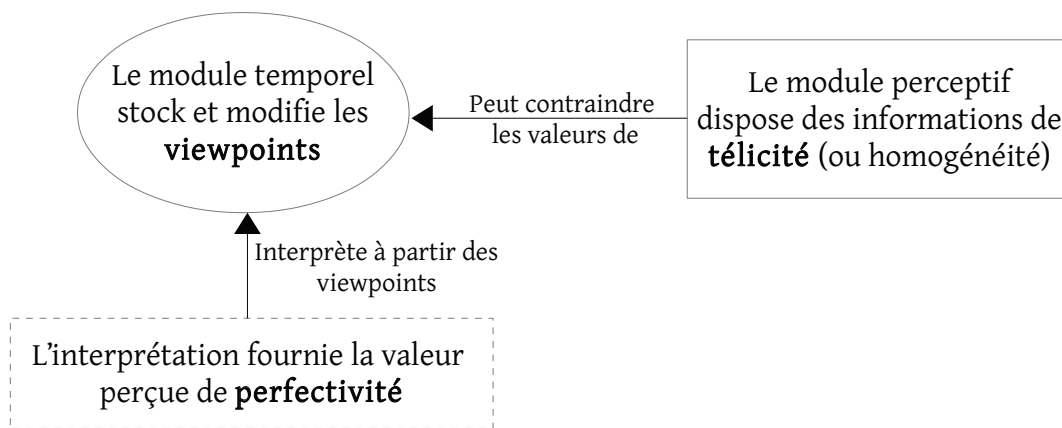 Le module temporel
stock et modifie les
viewpoints
Peut contraindre
les valeurs de
Le module perceptif
dispose des informations de
télicité (ou homogénéité)
Interprète à partir des
viewpoints
L’interprétation fournie la valeur
perçue de perfectivité